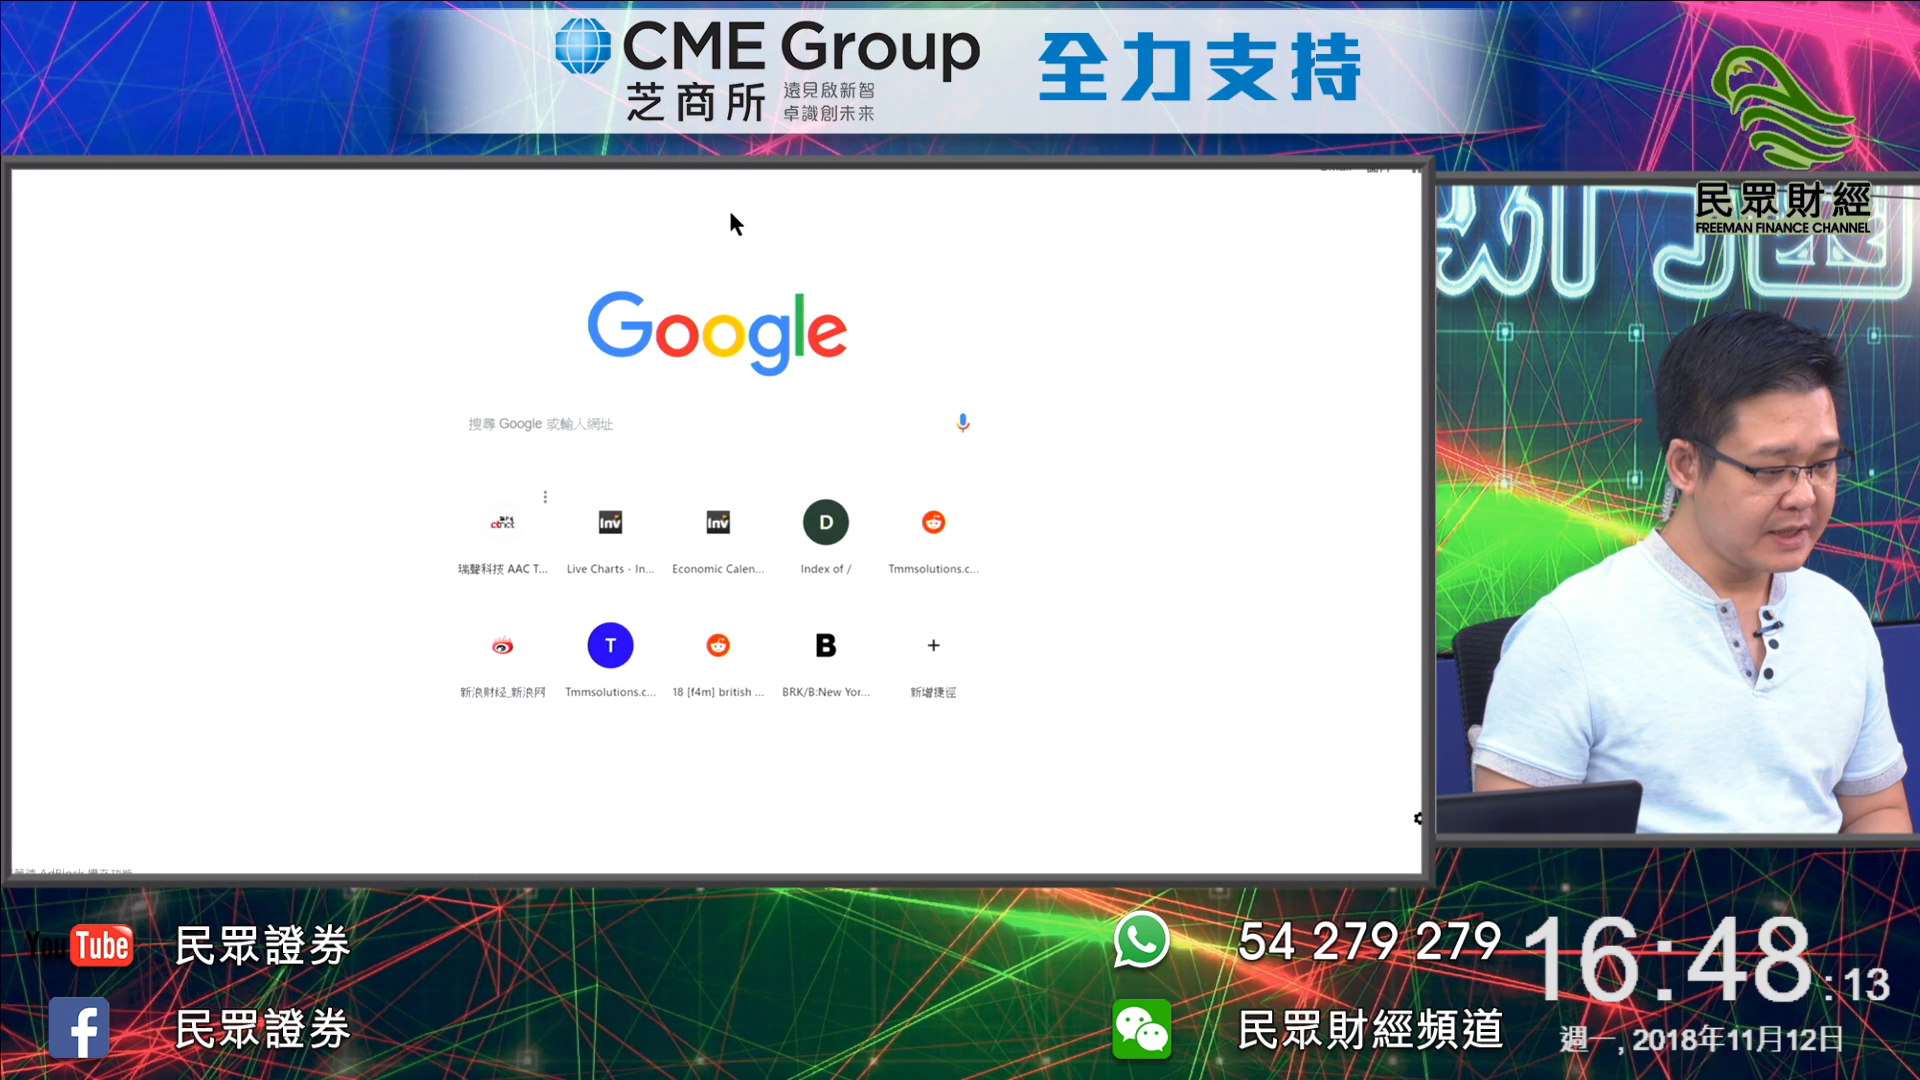 CME Group
芝商所
遠見啟新智
卓識創未来
全力支持
民眾財經
FREEMAN FINANCE CHANNEL
Google
搜尋 Google 或輸入網址
etnet
Inv
Inv
D
瑞聲科技 AAC T...
Live Charts - In...
Economic Calen...
Index of /
Tmmsolutions.c...
T
B
新浪财经_新浪网
Tmmsolutions.c...
18 [f4m] british ...
BRK/B:New Yor...
新增捷徑
YouTube
民眾證券
54 279 279
16:48:13
f
民眾證券
民眾財經頻道
週一, 2018年11月12日